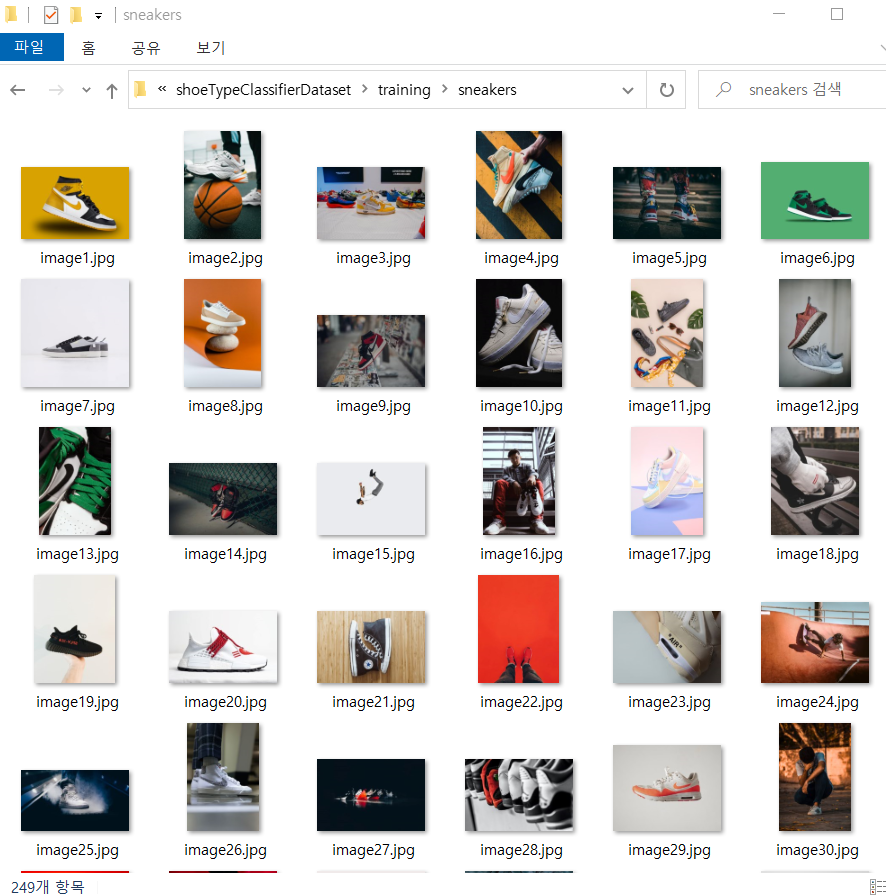 sneakers
파일 홈 공유 보기
« shoeTypeClassifierDataset > training > sneakers
sneakers 검색
image1.jpg image2.jpg image3.jpg image4.jpg image5.jpg image6.jpg
image7.jpg image8.jpg image9.jpg image10.jpg image11.jpg image12.jpg
image13.jpg image14.jpg image15.jpg image16.jpg image17.jpg image18.jpg
"AIR"
image19.jpg image20.jpg image21.jpg image22.jpg image23.jpg image24.jpg
image25.jpg image26.jpg image27.jpg image28.jpg image29.jpg image30.jpg
249개 항목